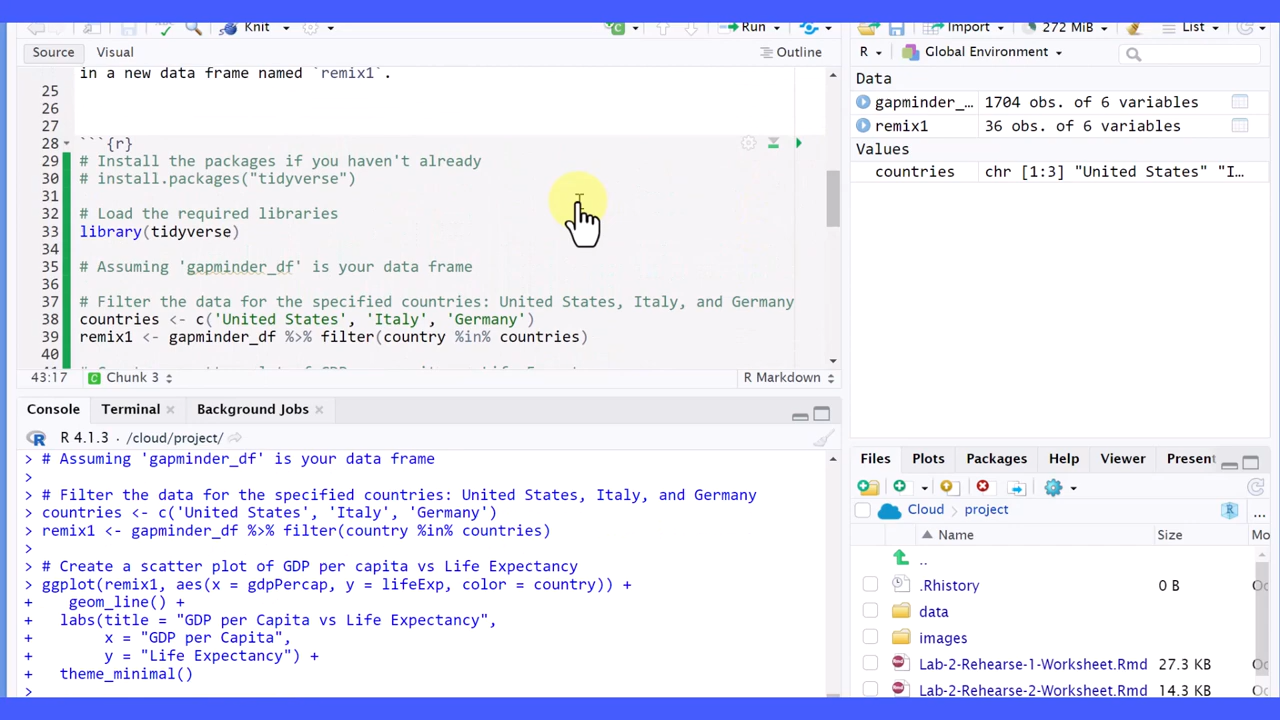 Knit
Run
Source
Visual
Outline
in a new data frame named `remix1`.
25
26
27
28 ```{r}
29 # Install the packages if you haven't already
30 # install.packages("tidyverse")
31
32 # Load the required libraries
33 library(tidyverse)
34
35 # Assuming 'gapminder_df' is your data frame
36
37 # Filter the data for the specified countries: United States, Italy, and Germany
38 countries <- c('United States', 'Italy', 'Germany')
39 remix1 <- gapminder_df %>% filter(country %in% countries)
40
43:17
Chunk 3
R Markdown
Console
Terminal
Background Jobs
R 4.1.3 · /cloud/project/
> # Assuming 'gapminder_df' is your data frame
>
> # Filter the data for the specified countries: United States, Italy, and Germany
> countries <- c('United States', 'Italy', 'Germany')
> remix1 <- gapminder_df %>% filter(country %in% countries)
>
> # Create a scatter plot of GDP per capita vs Life Expectancy
> ggplot(remix1, aes(x = gdpPercap, y = lifeExp, color = country)) +
+     geom_line() +
+    labs(title = "GDP per Capita vs Life Expectancy",
+         x = "GDP per Capita",
+         y = "Life Expectancy") +
+    theme_minimal()
>
Import
272 MiB
List
R
Global Environment
Data
gapminder_… 1704 obs. of 6 variables
remix1 36 obs. of 6 variables
Values
countries chr [1:3] "United States" "I…
Files
Plots
Packages
Help
Viewer
Present
Cloud
project
...
Name
Size
Mo
..
.Rhistory 0 B
data
images
Lab-2-Rehearse-1-Worksheet.Rmd 27.3 KB
Lab-2-Rehearse-2-Worksheet.Rmd 14.3 KB